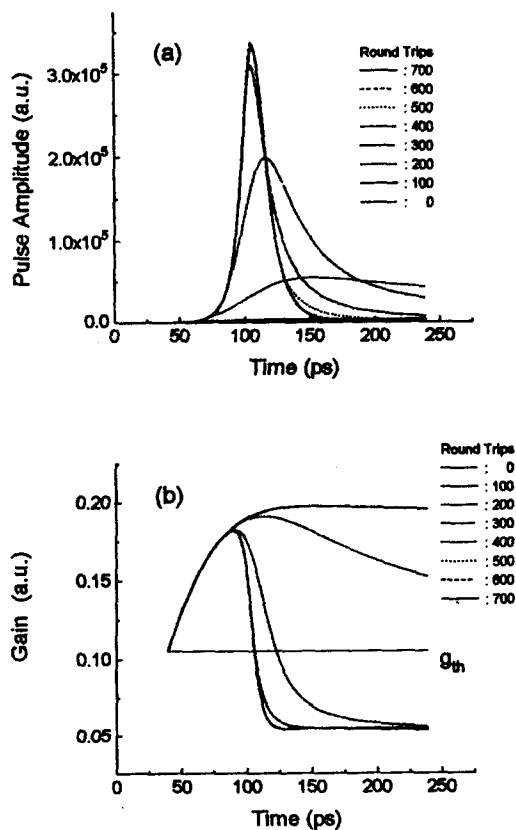 (a)
Pulse Amplitude (a.u.)
3.0x10⁵
2.0x10⁵
1.0x10⁵
0.0
0 50 100 150 200 250
Time (ps)
Round Trips
: 700
: 600
: 500
: 400
: 300
: 200
: 100
: 0
(b)
Gain (a.u.)
0.20
0.15
0.10
0.05
0 50 100 150 200 250
Time (ps)
g_th
Round Trips
: 0
: 100
: 200
: 300
: 400
: 500
: 600
: 700